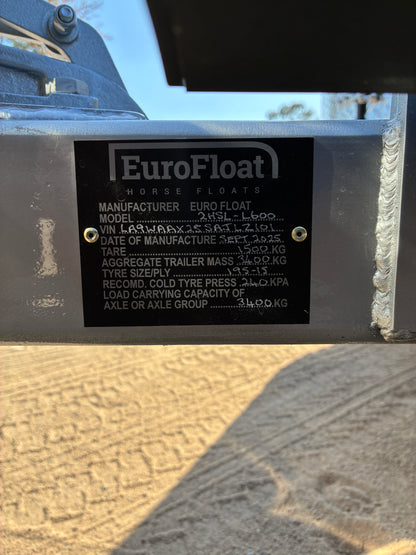 EuroFloat
HORSE FLOATS
MANUFACTURER EURO FLOAT
MODEL 2HSL-L600
VIN LA9WAAX28SAJLZ101
DATE OF MANUFACTURE SEPT 2025
TARE 1500 KG
AGGREGATE TRAILER MASS 3400 KG
TYRE SIZE/PLY 195-15
RECOMD. COLD TYRE PRESS 240 KPA
LOAD CARRYING CAPACITY OF
AXLE OR AXLE GROUP 3400 KG